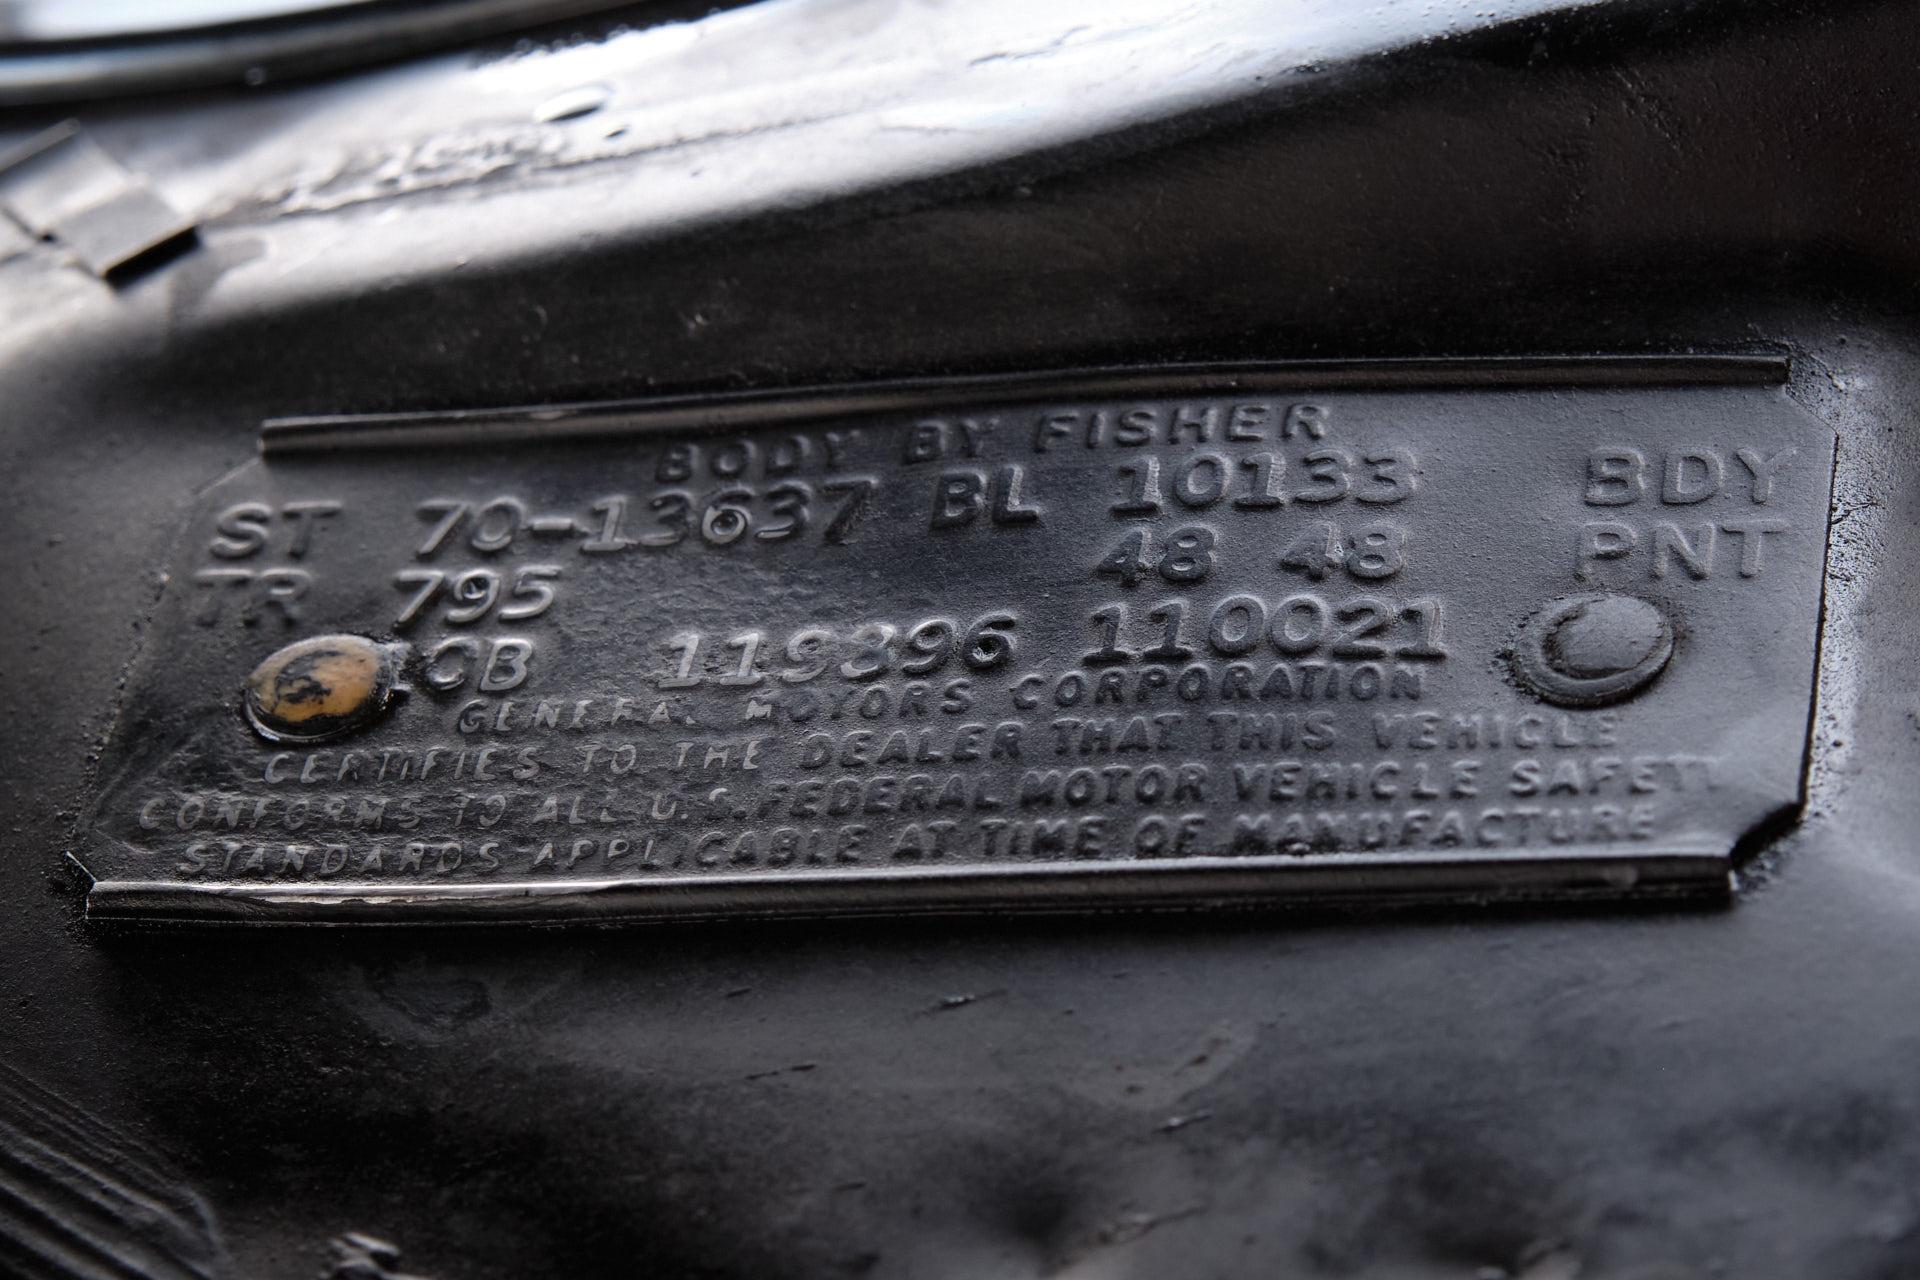 BODY BY FISHER
ST 70-13637 BL 10133 BDY
TR 795 48 48 PNT
CB 119396 110021
GENERAL MOTORS CORPORATION
CERTIFIES TO THE DEALER THAT THIS VEHICLE
CONFORMS TO ALL U.S. FEDERAL MOTOR VEHICLE SAFETY
STANDARDS APPLICABLE AT TIME OF MANUFACTURE